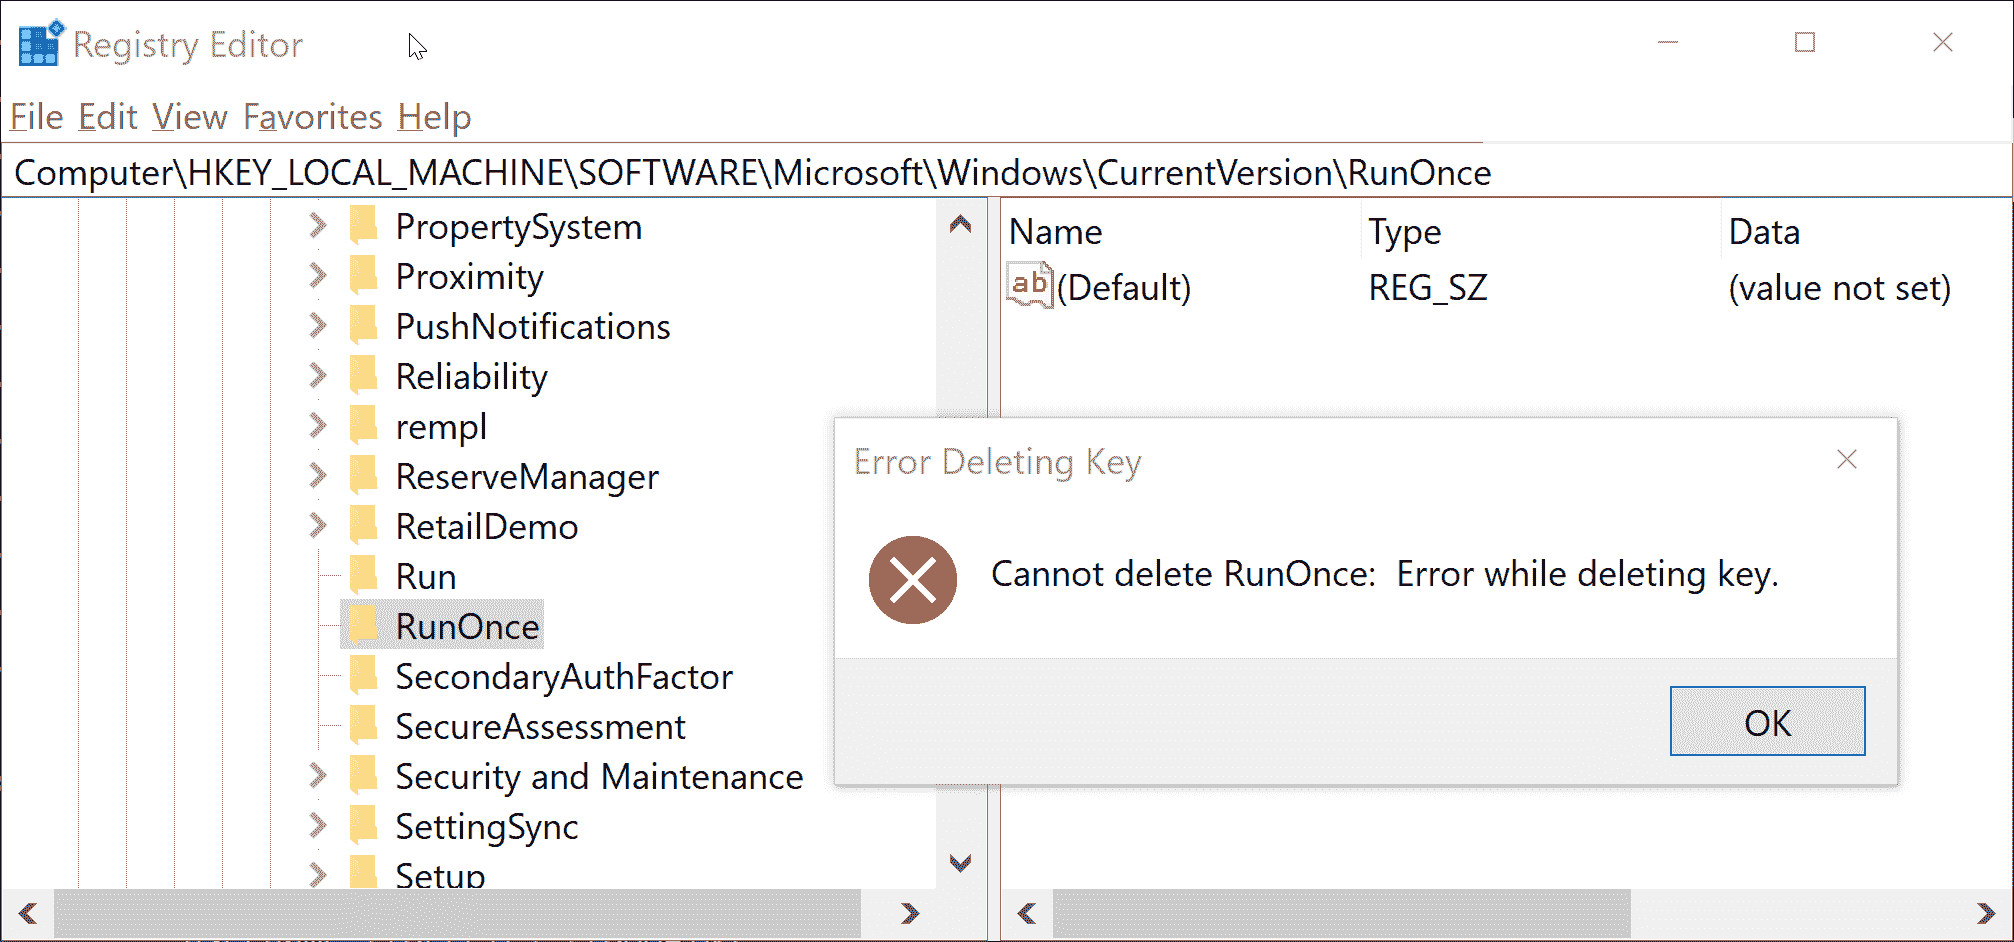 Registry Editor
File Edit View Favorites Help
Computer\HKEY_LOCAL_MACHINE\SOFTWARE\Microsoft\Windows\CurrentVersion\RunOnce
PropertySystem
Proximity
PushNotifications
Reliability
rempl
ReserveManager
RetailDemo
Run
RunOnce
SecondaryAuthFactor
SecureAssessment
Security and Maintenance
SettingSync
Setup
Name Type Data
ab (Default) REG_SZ (value not set)
Error Deleting Key
Cannot delete RunOnce:  Error while deleting key.
OK